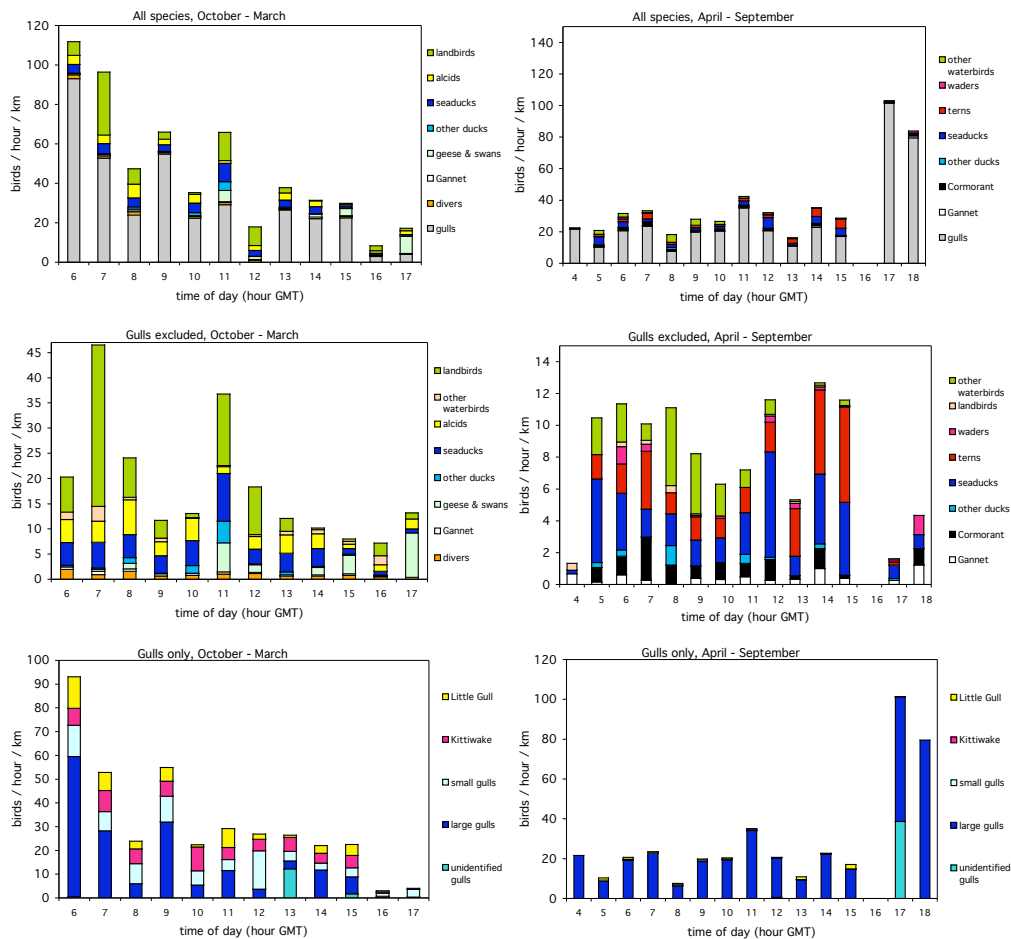 All species, October - March
120
100
80
60
40
20
0
birds / hour / km
6 7 8 9 10 11 12 13 14 15 16 17
time of day (hour GMT)
landbirds
alcids
seaducks
other ducks
geese & swans
Gannet
divers
gulls
All species, April - September
140
120
100
80
60
40
20
0
birds / hour / km
4 5 6 7 8 9 10 11 12 13 14 15 16 17 18
time of day (hour GMT)
other
waterbirds
waders
terns
seaducks
other ducks
Cormorant
Gannet
gulls
Gulls excluded, October - March
45
40
35
30
25
20
15
10
5
0
birds / hour / km
6 7 8 9 10 11 12 13 14 15 16 17
time of day (hour GMT)
landbirds
other
waterbirds
alcids
seaducks
other ducks
geese & swans
Gannet
divers
Gulls excluded, April - September
14
12
10
8
6
4
2
0
birds / hour / km
4 5 6 7 8 9 10 11 12 13 14 15 16 17 18
time of day (hour GMT)
other
waterbirds
landbirds
waders
terns
seaducks
other ducks
Cormorant
Gannet
Gulls only, October - March
100
90
80
70
60
50
40
30
20
10
0
birds / hour / km
6 7 8 9 10 11 12 13 14 15 16 17
time of day (hour GMT)
Little Gull
Kittiwake
small gulls
large gulls
unidentified
gulls
Gulls only, April - September
120
100
80
60
40
20
0
birds / hour / km
4 5 6 7 8 9 10 11 12 13 14 15 16 17 18
time of day (hour GMT)
Little Gull
Kittiwake
small gulls
large gulls
unidentified
gulls